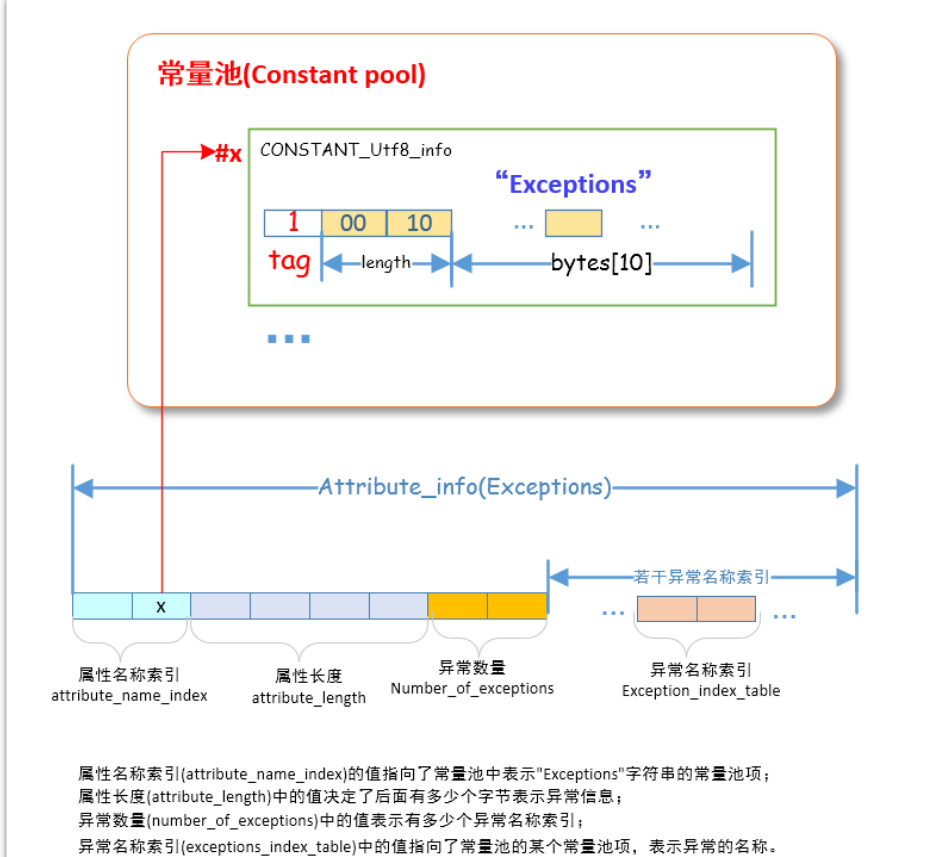 常量池(Constant pool)
#x
CONSTANT_Utf8_info
“Exceptions”
1 00 10 ... ...
tag length bytes[10]
...
Attribute_info(Exceptions)
若干异常名称索引
x ... ...
属性名称索引
attribute_name_index
属性长度
attribute_length
异常数量
Number_of_exceptions
异常名称索引
Exception_index_table
属性名称索引(attribute_name_index)的值指向了常量池中表示"Exceptions"字符串的常量池项；
属性长度(attribute_length)中的值决定了后面有多少个字节表示异常信息；
异常数量(number_of_exceptions)中的值表示有多少个异常名称索引；
异常名称索引(exceptions_index_table)中的值指向了常量池的某个常量池项，表示异常的名称。